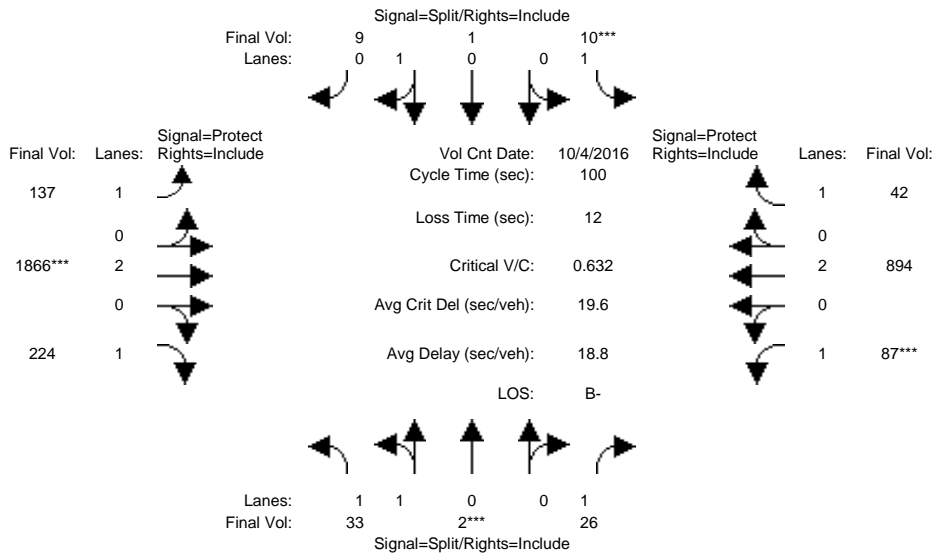 Signal=Split/Rights=Include
Final Vol: 9 1 10***
Lanes: 0 1 0 0 1
Signal=Protect Signal=Protect
Final Vol: Lanes: Rights=Include Vol Cnt Date: 10/4/2016 Rights=Include Lanes: Final Vol:
Cycle Time (sec): 100
137 1 1 42
Loss Time (sec): 12
0 0
1866*** 2 Critical V/C: 0.632 2 894
0 Avg Crit Del (sec/veh): 19.6 0
224 1 Avg Delay (sec/veh): 18.8 1 87***
LOS: B-
Lanes: 1 1 0 0 1
Final Vol: 33 2*** 26
Signal=Split/Rights=Include